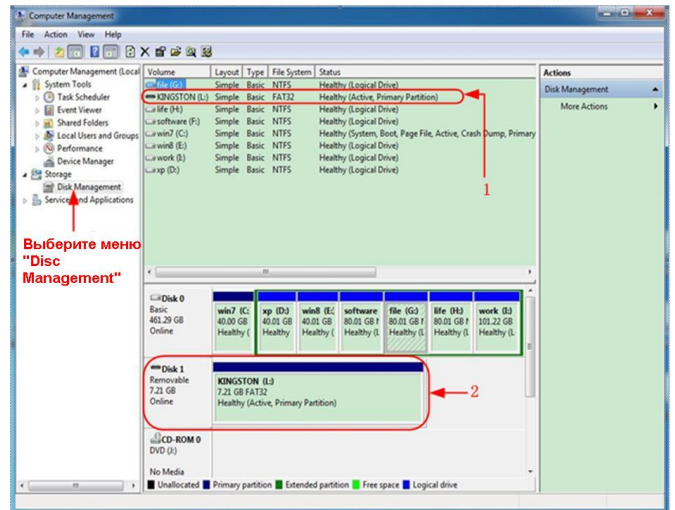 Computer Management
File Action View Help
Computer Management (Local
System Tools
Task Scheduler
Event Viewer
Shared Folders
Local Users and Groups
Performance
Device Manager
Storage
Disk Management
Services and Applications
Выберите меню
"Disc
Management"
Volume Layout Type File System Status
file (G:) Simple Basic NTFS Healthy (Logical Drive)
KINGSTON (L:) Simple Basic FAT32 Healthy (Active, Primary Partition)
life (H:) Simple Basic NTFS Healthy (Logical Drive)
software (F:) Simple Basic NTFS Healthy (Logical Drive)
win7 (C:) Simple Basic NTFS Healthy (System, Boot, Page File, Active, Crash Dump, Primary
win8 (E:) Simple Basic NTFS Healthy (Logical Drive)
work (I:) Simple Basic NTFS Healthy (Logical Drive)
xp (D:) Simple Basic NTFS Healthy (Logical Drive)
1
Disk 0
Basic
461.29 GB
Online
win7 (C:
40.00 GB
Healthy (
xp (D:)
40.01 GB
Healthy
win8 (E:
40.01 GB
Healthy (
software
80.01 GB N
Healthy (L
file (G:)
80.01 GB N
Healthy (L
life (H:)
80.01 GB N
Healthy (L
work (I:)
101.22 GB
Healthy (L
Disk 1
Removable
7.21 GB
Online
KINGSTON (L:)
7.21 GB FAT32
Healthy (Active, Primary Partition)
2
CD-ROM 0
DVD (J:)
No Media
Unallocated Primary partition Extended partition Free space Logical drive
Actions
Disk Management
More Actions